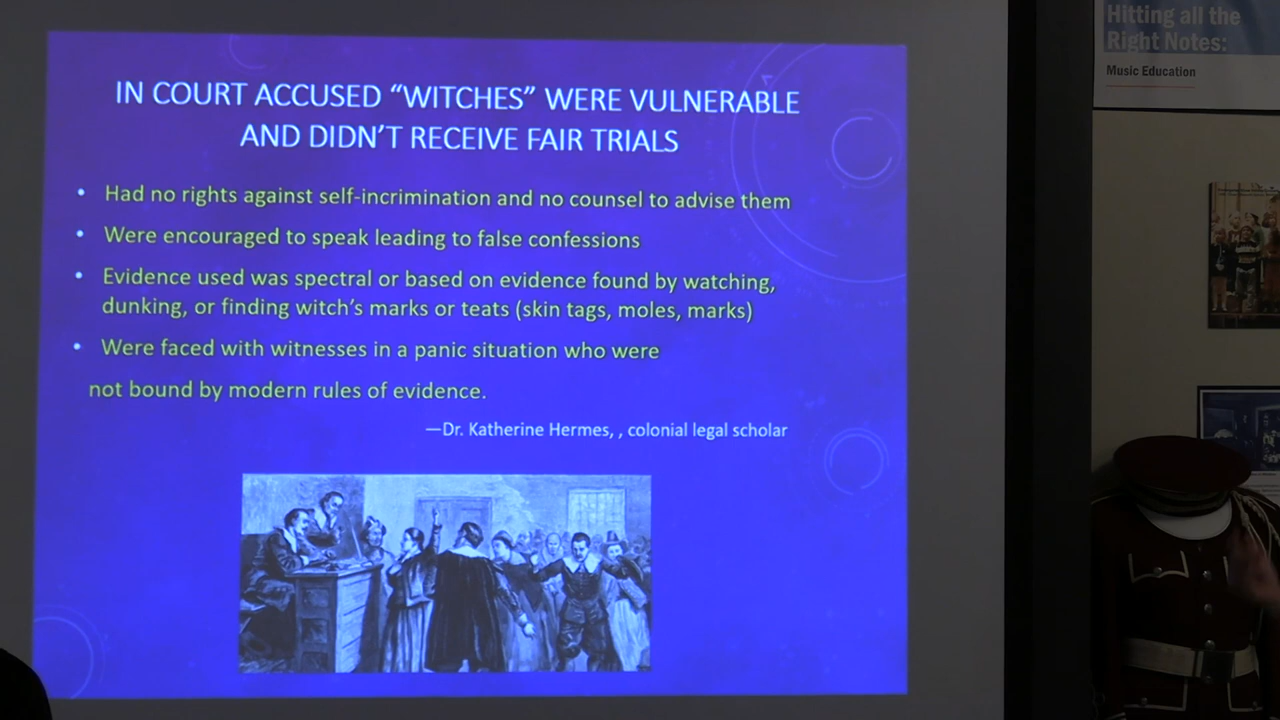 IN COURT ACCUSED “WITCHES” WERE VULNERABLE
AND DIDN’T RECEIVE FAIR TRIALS
• Had no rights against self-incrimination and no counsel to advise them
• Were encouraged to speak leading to false confessions
• Evidence used was spectral or based on evidence found by watching,
dunking, or finding witch’s marks or teats (skin tags, moles, marks)
• Were faced with witnesses in a panic situation who were
not bound by modern rules of evidence.
—Dr. Katherine Hermes, , colonial legal scholar
Hitting all the
Right Notes:
Music Education